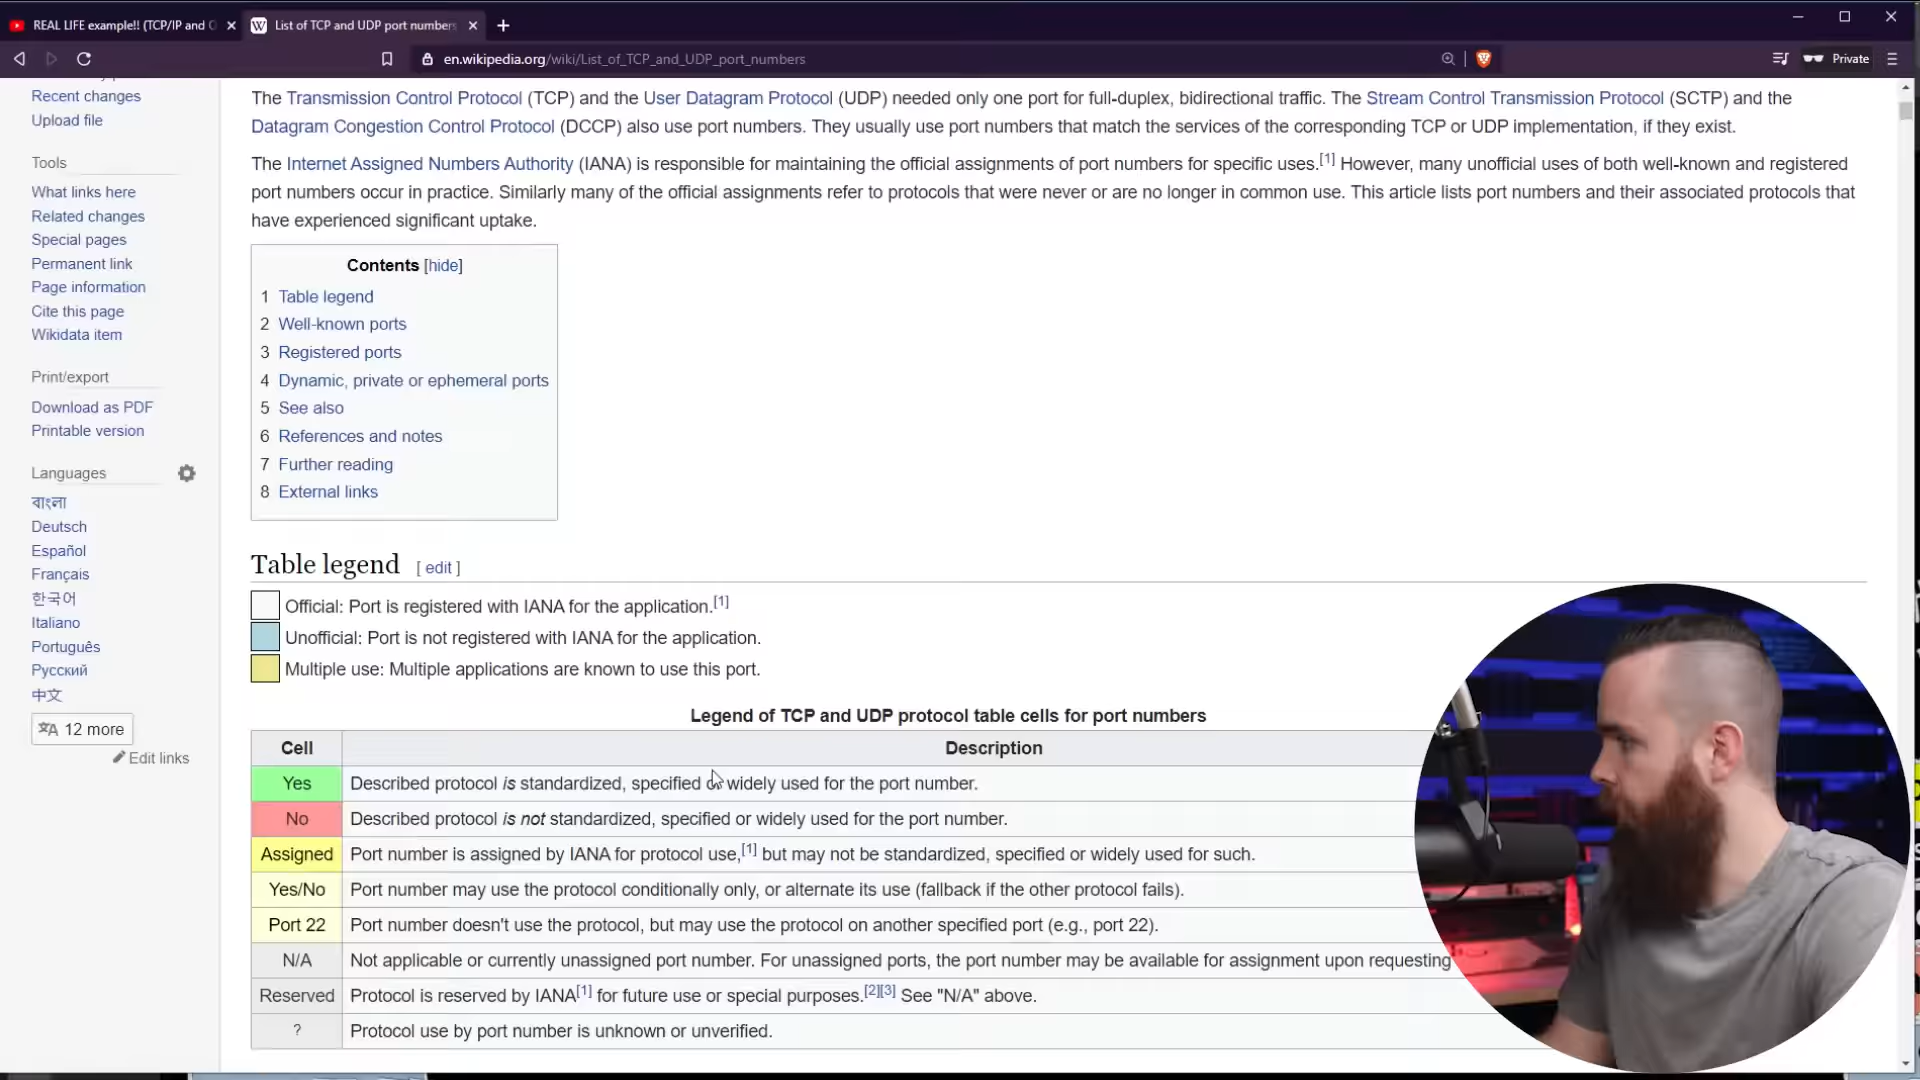 REAL LIFE example!! (TCP/IP and
List of TCP and UDP port numbers
en.wikipedia.org/wiki/List_of_TCP_and_UDP_port_numbers
Private
Recent changes
Upload file
Tools
What links here
Related changes
Special pages
Permanent link
Page information
Cite this page
Wikidata item
Print/export
Download as PDF
Printable version
Languages
বাংলা
Deutsch
Español
Français
한국어
Italiano
Português
Русский
中文
12 more
Edit links
The Transmission Control Protocol (TCP) and the User Datagram Protocol (UDP) needed only one port for full-duplex, bidirectional traffic. The Stream Control Transmission Protocol (SCTP) and the
Datagram Congestion Control Protocol (DCCP) also use port numbers. They usually use port numbers that match the services of the corresponding TCP or UDP implementation, if they exist.
The Internet Assigned Numbers Authority (IANA) is responsible for maintaining the official assignments of port numbers for specific uses.[1] However, many unofficial uses of both well-known and registered
port numbers occur in practice. Similarly many of the official assignments refer to protocols that were never or are no longer in common use. This article lists port numbers and their associated protocols that
have experienced significant uptake.
Contents [hide]
1 Table legend
2 Well-known ports
3 Registered ports
4 Dynamic, private or ephemeral ports
5 See also
6 References and notes
7 Further reading
8 External links
Table legend [ edit ]
Official: Port is registered with IANA for the application.[1]
Unofficial: Port is not registered with IANA for the application.
Multiple use: Multiple applications are known to use this port.
Legend of TCP and UDP protocol table cells for port numbers
Cell Description
Yes Described protocol is standardized, specified widely used for the port number.
No Described protocol is not standardized, specified or widely used for the port number.
Assigned Port number is assigned by IANA for protocol use,[1] but may not be standardized, specified or widely used for such.
Yes/No Port number may use the protocol conditionally only, or alternate its use (fallback if the other protocol fails).
Port 22 Port number doesn't use the protocol, but may use the protocol on another specified port (e.g., port 22).
N/A Not applicable or currently unassigned port number. For unassigned ports, the port number may be available for assignment upon requesting
Reserved Protocol is reserved by IANA[1] for future use or special purposes.[2][3] See "N/A" above.
? Protocol use by port number is unknown or unverified.